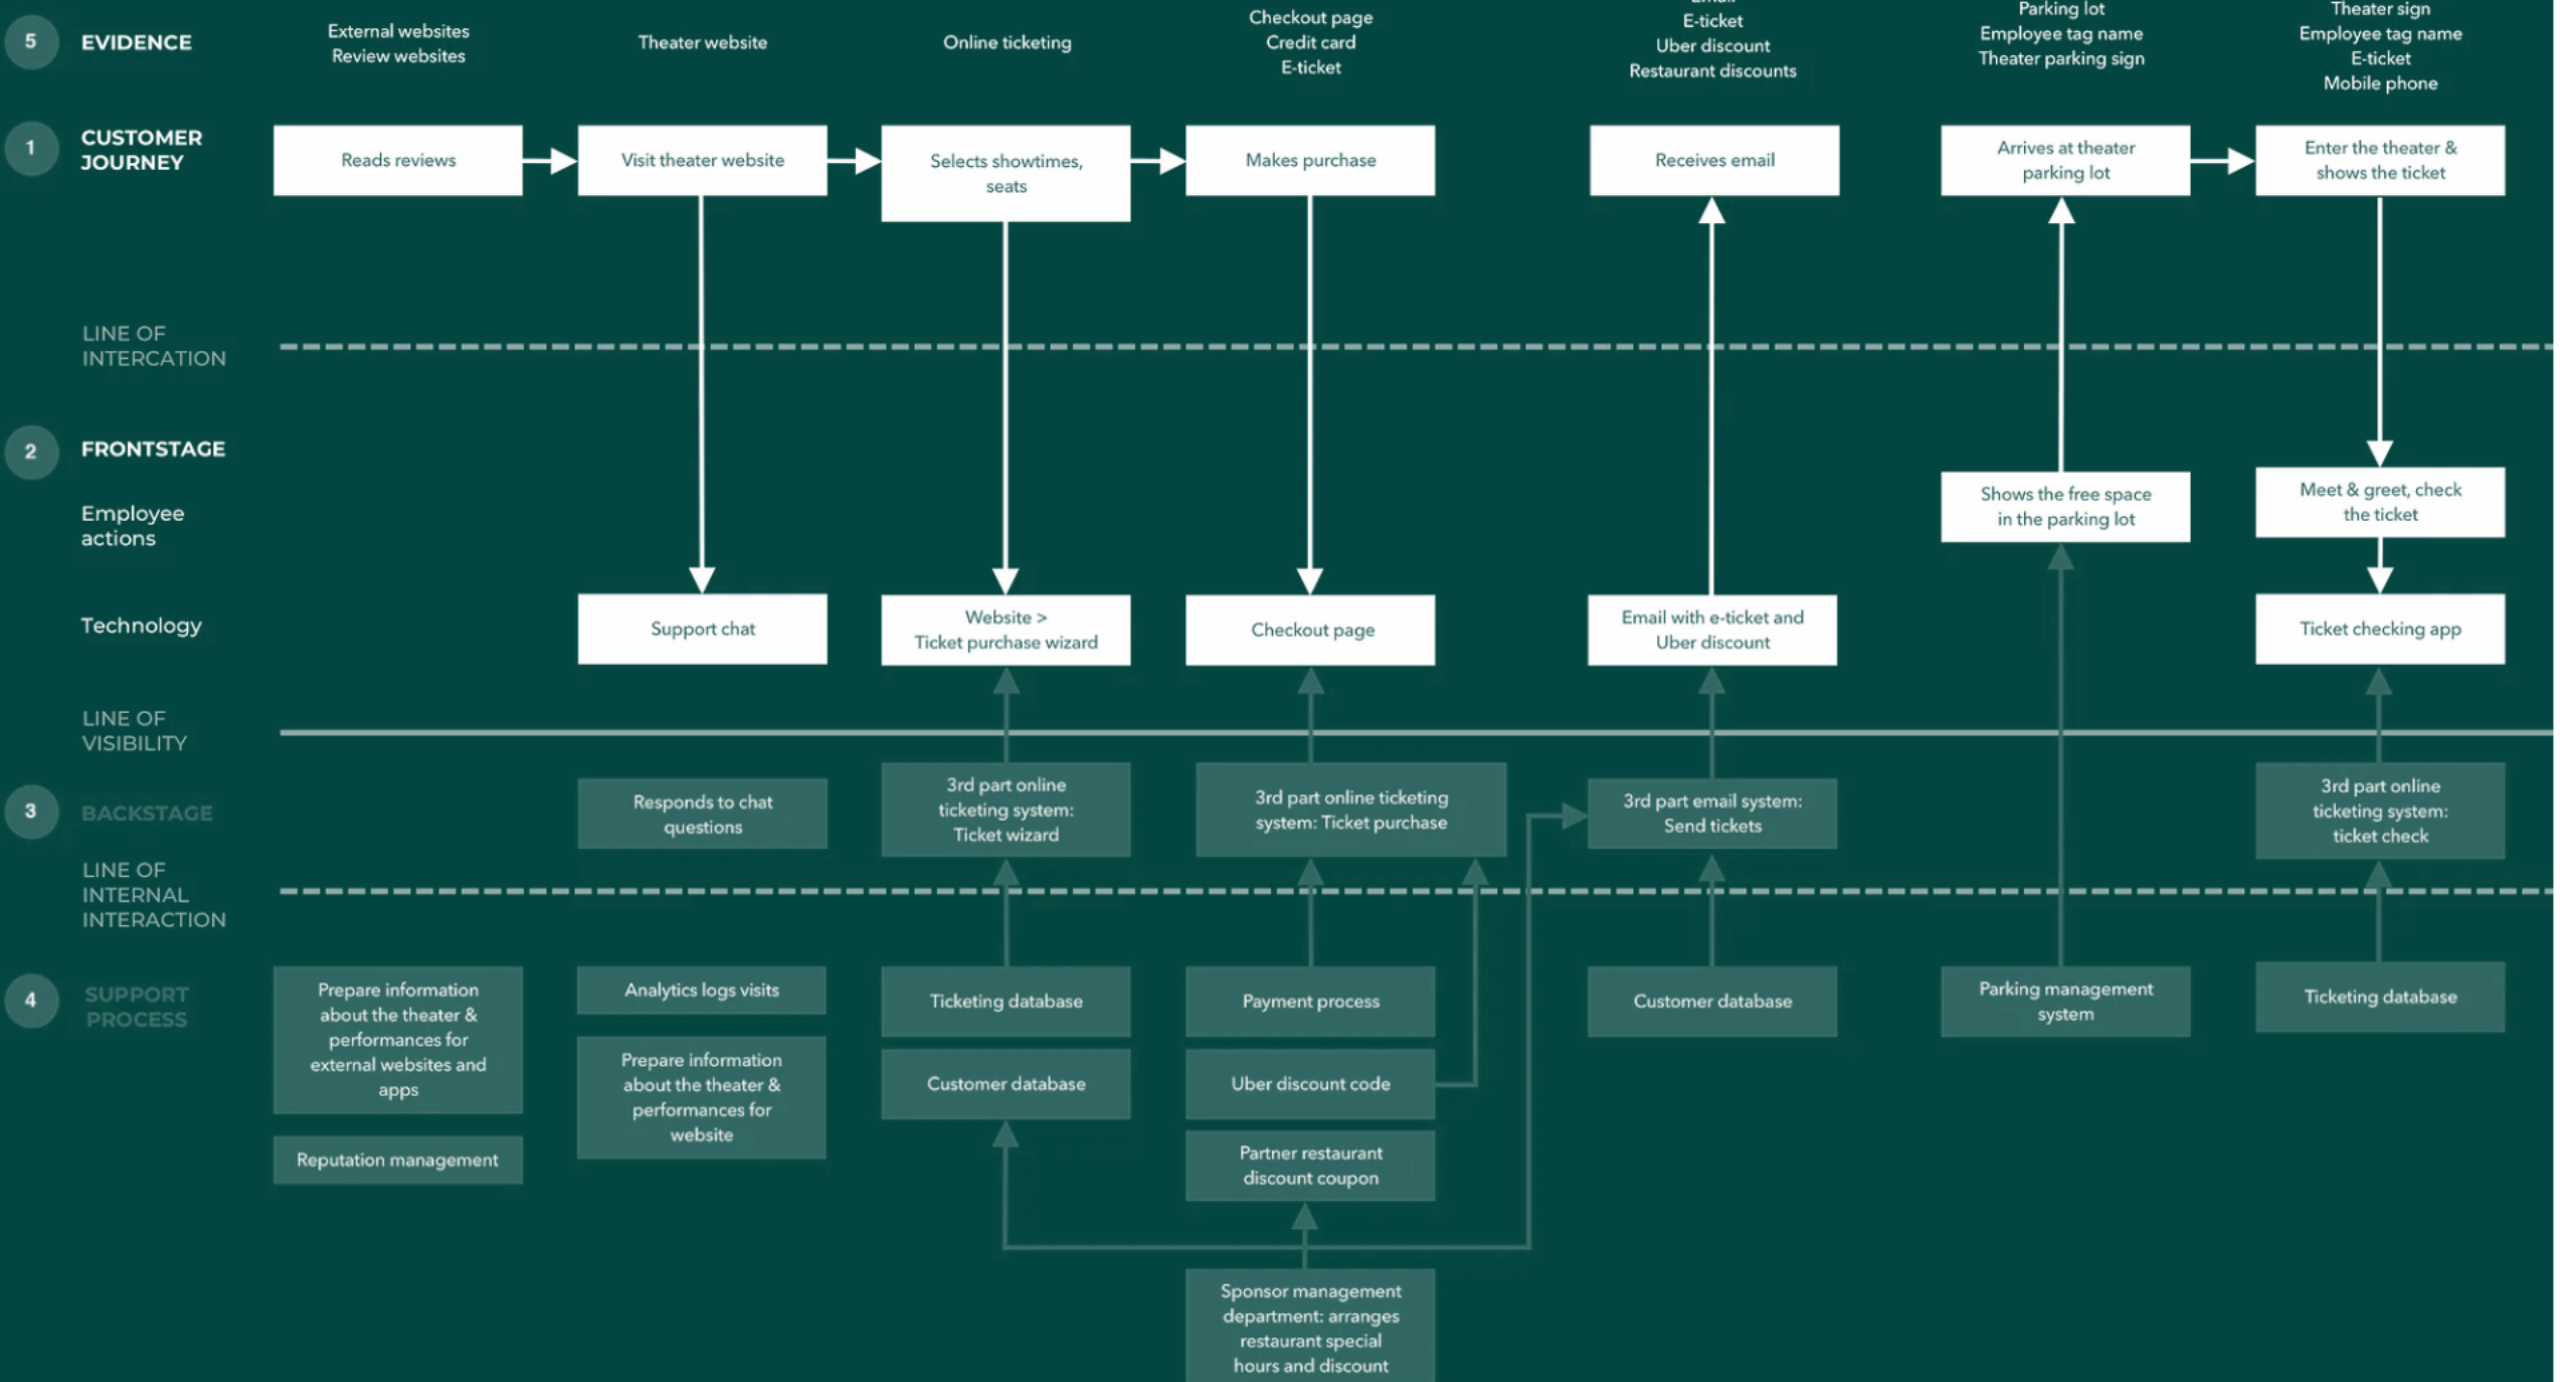 5
EVIDENCE
External websites
Review websites
Theater website
Online ticketing
Checkout page
Credit card
E-ticket
E-ticket
Uber discount
Restaurant discounts
Parking lot
Employee tag name
Theater parking sign
Theater sign
Employee tag name
E-ticket
Mobile phone
1
CUSTOMER
JOURNEY
Reads reviews
Visit theater website
Selects showtimes,
seats
Makes purchase
Receives email
Arrives at theater
parking lot
Enter the theater &
shows the ticket
LINE OF
INTERCATION
2
FRONTSTAGE
Employee
actions
Shows the free space
in the parking lot
Meet & greet, check
the ticket
Technology
Support chat
Website >
Ticket purchase wizard
Checkout page
Email with e-ticket and
Uber discount
Ticket checking app
LINE OF
VISIBILITY
3
BACKSTAGE
Responds to chat
questions
3rd part online
ticketing system:
Ticket wizard
3rd part online ticketing
system: Ticket purchase
3rd part email system:
Send tickets
3rd part online
ticketing system:
ticket check
LINE OF
INTERNAL
INTERACTION
4
SUPPORT
PROCESS
Prepare information
about the theater &
performances for
external websites and
apps
Reputation management
Analytics logs visits
Prepare information
about the theater &
performances for
website
Ticketing database
Customer database
Payment process
Uber discount code
Partner restaurant
discount coupon
Sponsor management
department: arranges
restaurant special
hours and discount
Customer database
Parking management
system
Ticketing database